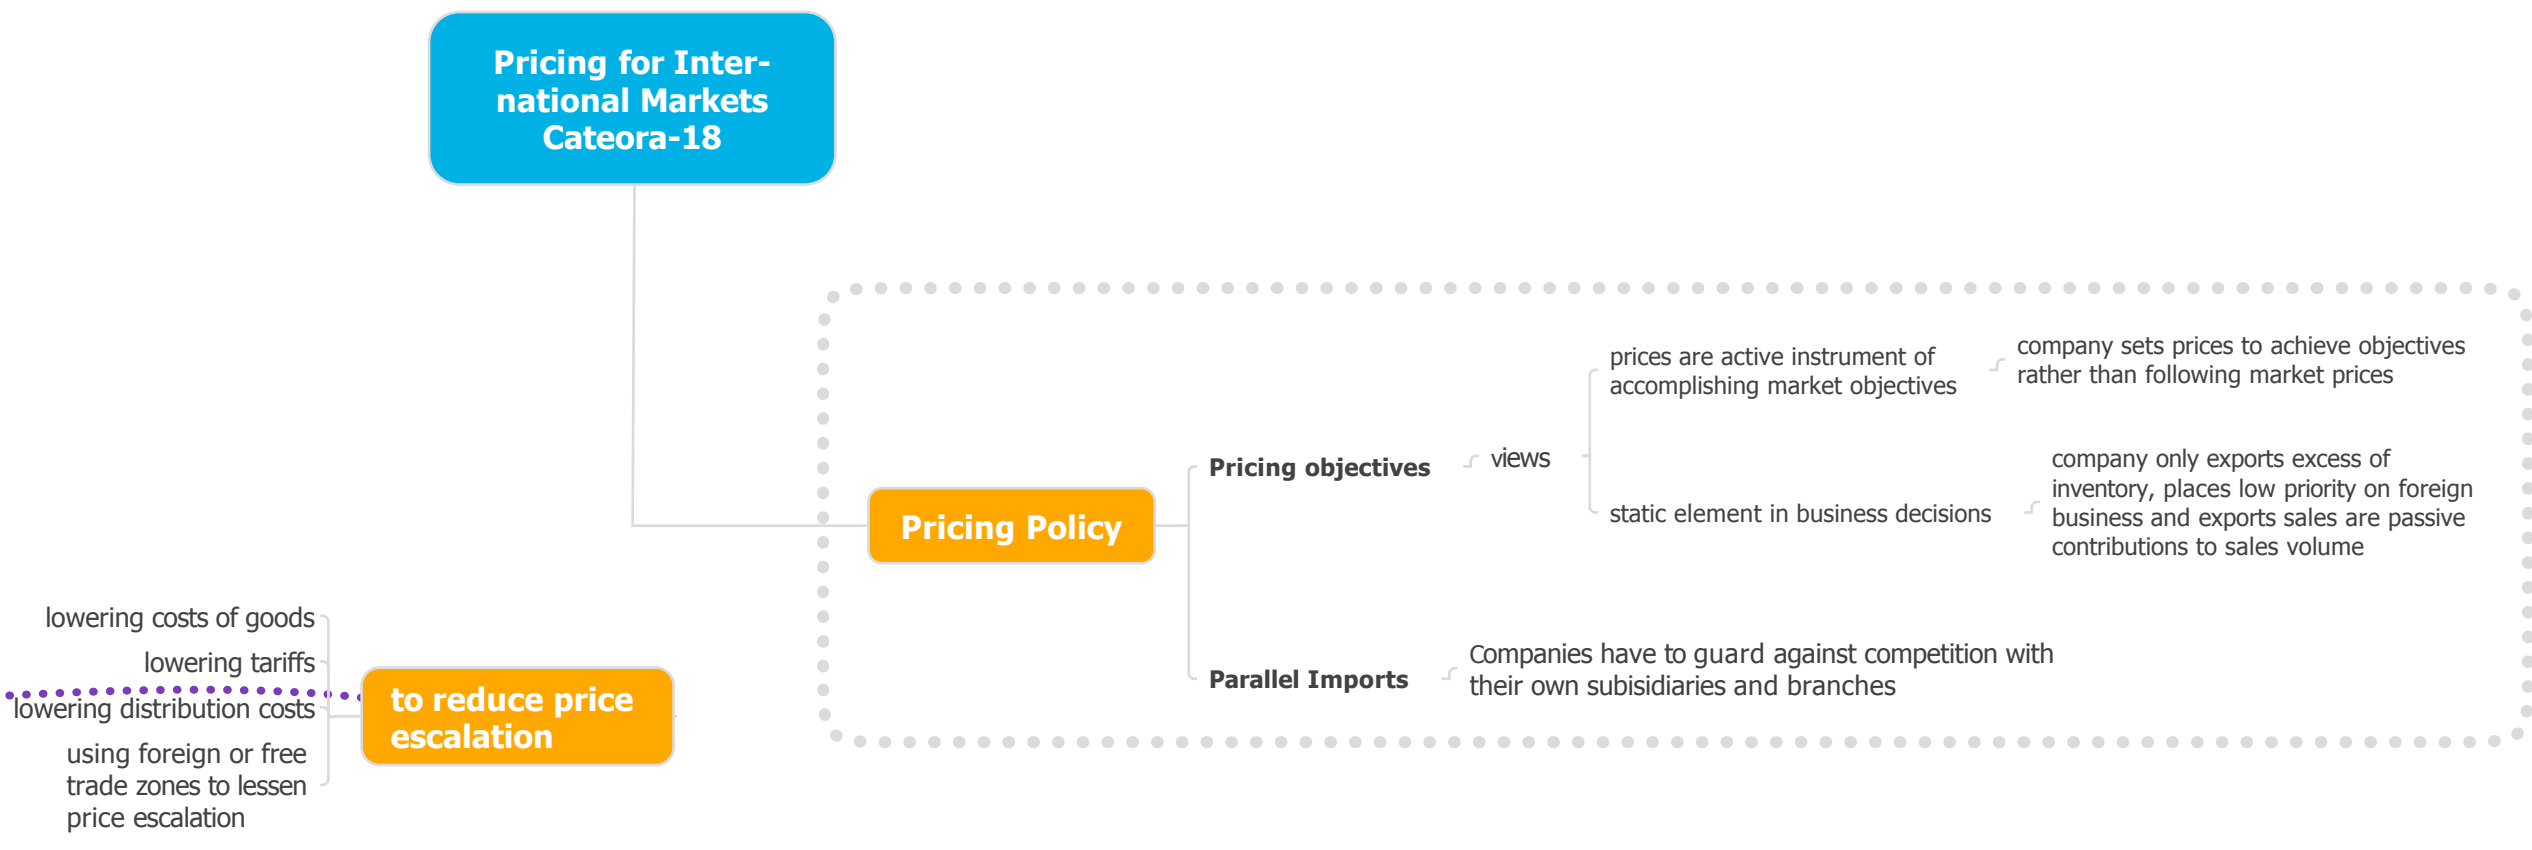 Pricing for Inter-
national Markets
Cateora-18
prices are active instrument of
accomplishing market objectives
company sets prices to achieve objectives
rather than following market prices
Pricing objectives
views
static element in business decisions
company only exports excess of
inventory, places low priority on foreign
business and exports sales are passive
contributions to sales volume
Pricing Policy
Parallel Imports
Companies have to guard against competition with
their own subisidiaries and branches
lowering costs of goods
lowering tariffs
lowering distribution costs
using foreign or free
trade zones to lessen
price escalation
to reduce price
escalation